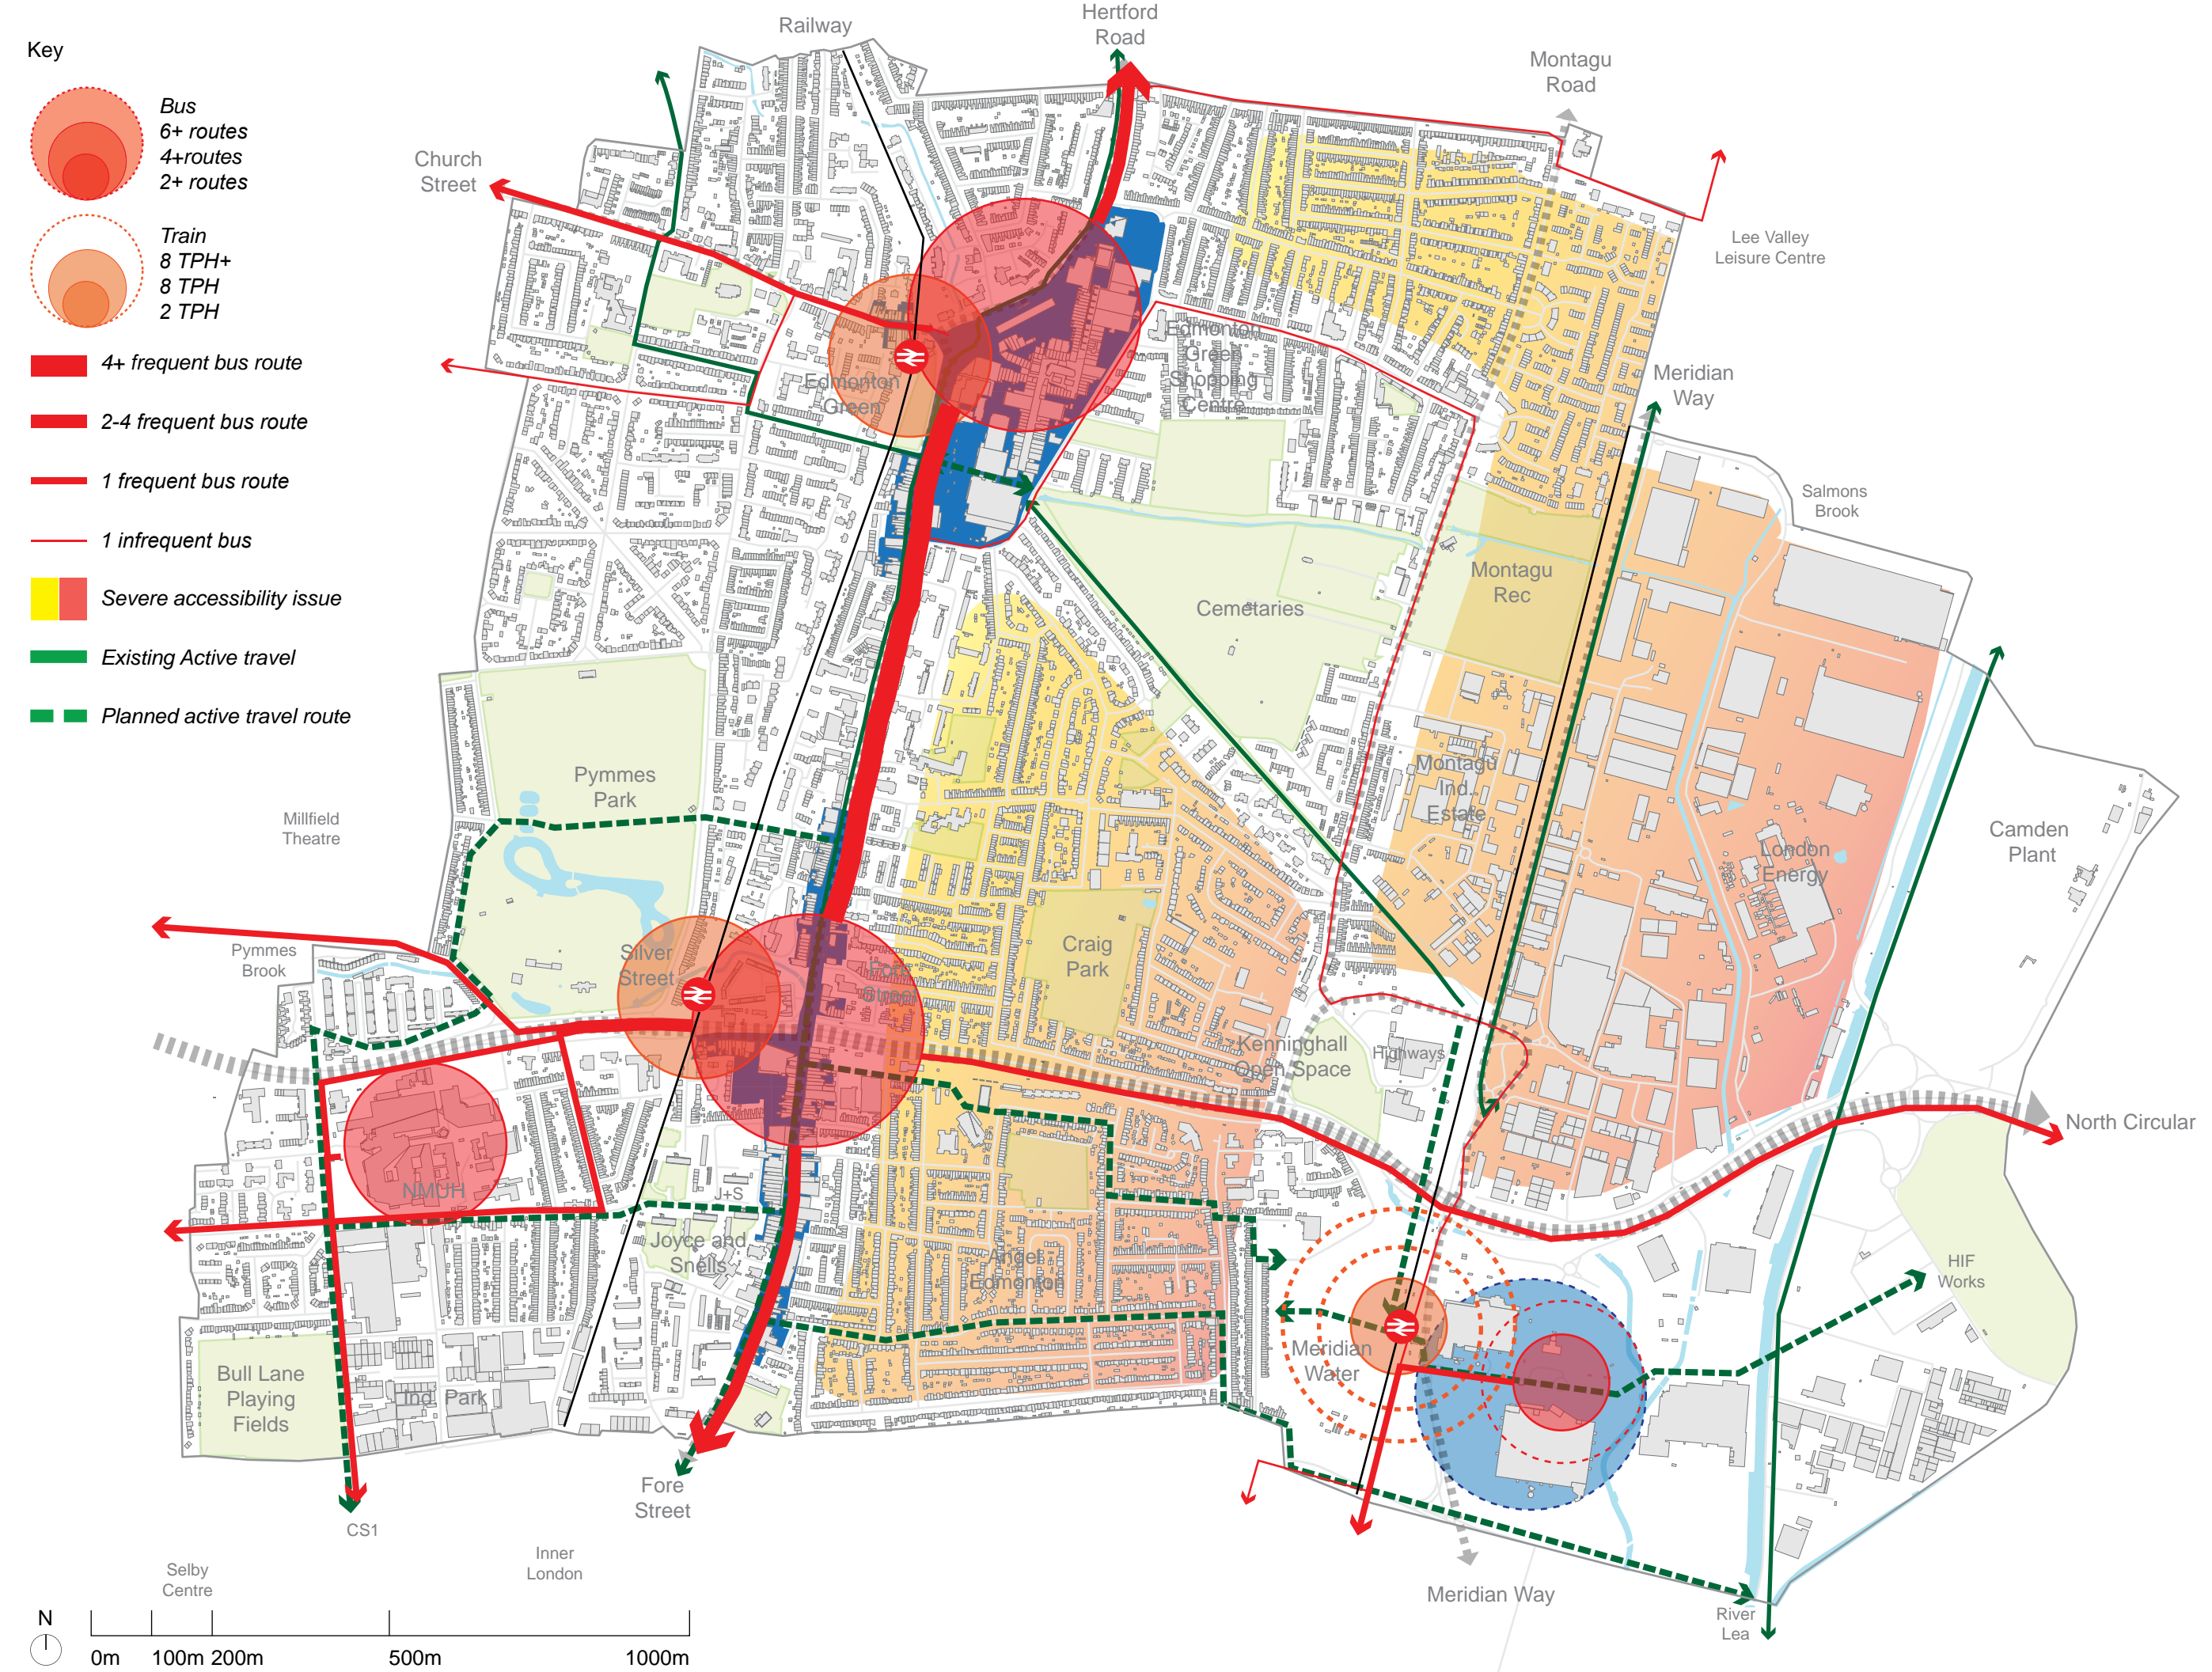 Key
Bus
6+ routes
4+routes
2+ routes
Train
8 TPH+
8 TPH
2 TPH
4+ frequent bus route
2-4 frequent bus route
1 frequent bus route
1 infrequent bus
Severe accessibility issue
Existing Active travel
Planned active travel route
Railway
Hertford
Road
Montagu
Road
Church
Street
Lee Valley
Leisure Centre
Edmonton
Green
Edmonton
Green
Shopping
Centre
Meridian
Way
Salmons
Brook
Cemetaries
Montagu
Rec
Pymmes
Park
Millfield
Theatre
Montagu
Ind.
Estate
London
Energy
Camden
Plant
Pymmes
Brook
Silver
Street
Fore
Street
Craig
Park
Kenninghall
Open Space
Highways
North Circular
NMUH
J+S
Joyce and
Snells
Angel
Edmonton
HIF
Works
Meridian
Water
Bull Lane
Playing
Fields
Ind. Park
Fore
Street
CS1
Inner
London
Selby
Centre
Meridian Way
River
Lea
N
0m
100m
200m
500m
1000m